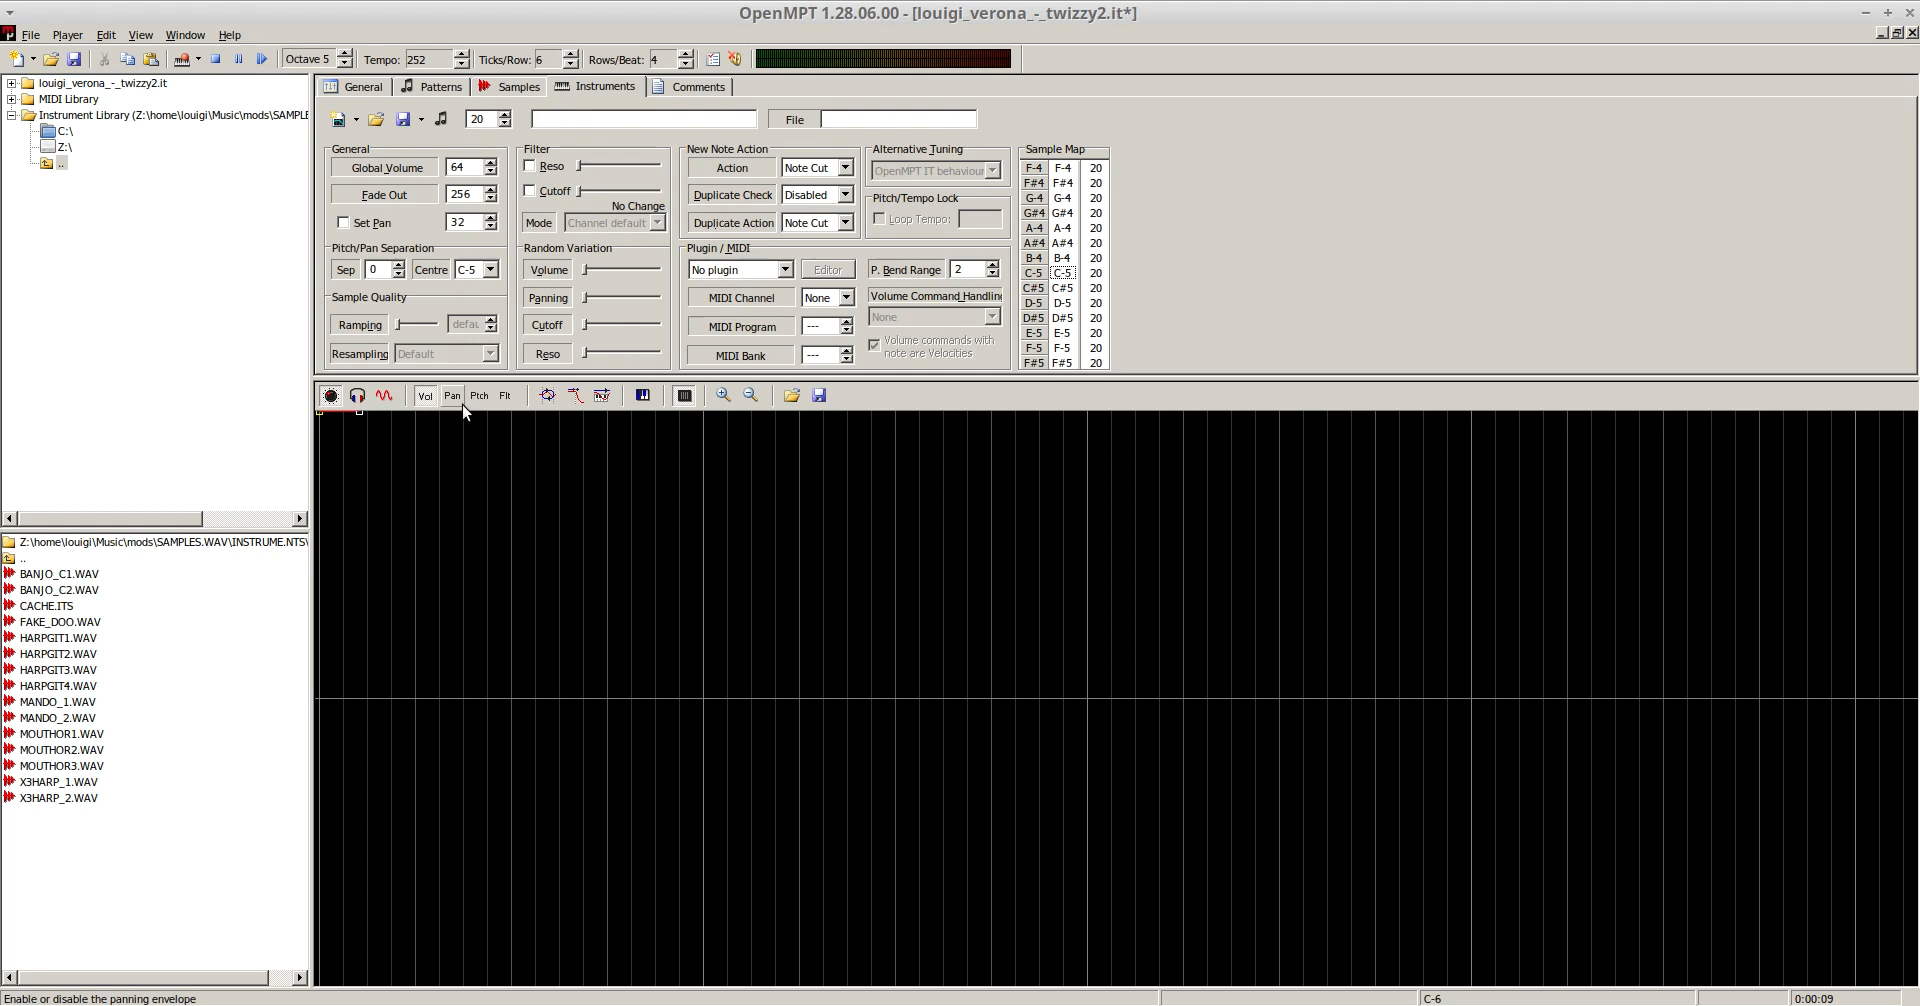 OpenMPT 1.28.06.00 - [louigi_verona_-_twizzy2.it*]
File Player Edit View Window Help
Octave 5 Tempo: 252 Ticks/Row: 6 Rows/Beat: 4
louigi_verona_-_twizzy2.it
MIDI Library
Instrument Library (Z:\home\louigi\Music\mods\SAMPLE
C:\
Z:\
..
General Patterns Samples Instruments Comments
20 File
General
Global Volume 64
Fade Out 256
Set Pan 32
Pitch/Pan Separation
Sep 0 Centre C-5
Sample Quality
Ramping defau
Resampling Default
Filter
Reso
Cutoff
No Change
Mode Channel default
Random Variation
Volume
Panning
Cutoff
Reso
New Note Action
Action Note Cut
Duplicate Check Disabled
Duplicate Action Note Cut
Alternative Tuning
OpenMPT IT behaviour
Pitch/Tempo Lock
Loop Tempo:
Plugin / MIDI
No plugin Editor P. Bend Range 2
MIDI Channel None Volume Command Handling
None
MIDI Program ---
Volume commands with
note are Velocities
MIDI Bank ---
Sample Map
F-4 F-4 20
F#4 F#4 20
G-4 G-4 20
G#4 G#4 20
A-4 A-4 20
A#4 A#4 20
B-4 B-4 20
C-5 C-5 20
C#5 C#5 20
D-5 D-5 20
D#5 D#5 20
E-5 E-5 20
F-5 F-5 20
F#5 F#5 20
Vol Pan Ptch Flt
Z:\home\louigi\Music\mods\SAMPLES.WAV\INSTRUME.NTS\
..
BANJO_C1.WAV
BANJO_C2.WAV
CACHE.ITS
FAKE_DOO.WAV
HARPGIT1.WAV
HARPGIT2.WAV
HARPGIT3.WAV
HARPGIT4.WAV
MANDO_1.WAV
MANDO_2.WAV
MOUTHOR1.WAV
MOUTHOR2.WAV
MOUTHOR3.WAV
X3HARP_1.WAV
X3HARP_2.WAV
Enable or disable the panning envelope C-6 0:00:09